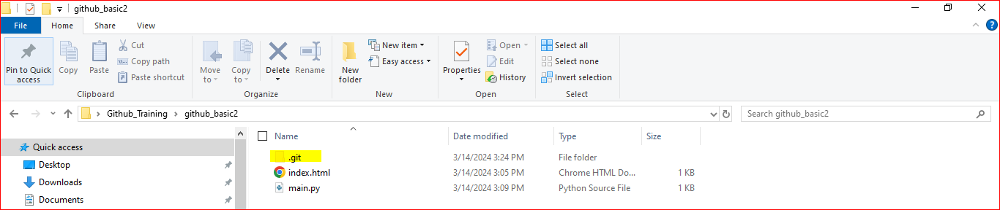 github_basic2
File Home Share View
Pin to Quick access
Copy
Paste
Cut
Copy path
Paste shortcut
Clipboard
Move to
Copy to
Delete
Rename
Organize
New folder
New item
Easy access
New
Properties
Open
Edit
History
Open
Select all
Select none
Invert selection
Select
Github_Training github_basic2
Search github_basic2
Quick access
Desktop
Downloads
Documents
Name Date modified Type Size
.git 3/14/2024 3:24 PM File folder
index.html 3/14/2024 3:05 PM Chrome HTML Do... 1 KB
main.py 3/14/2024 3:09 PM Python Source File 1 KB